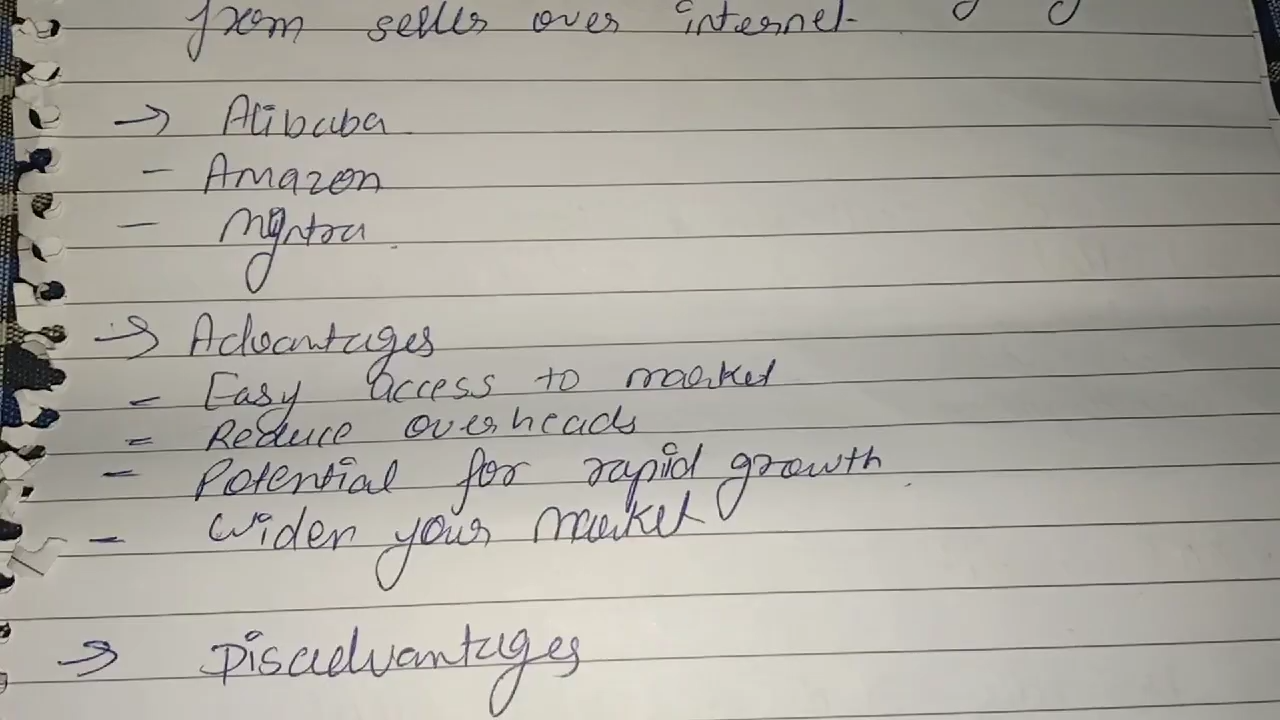 from seller over internet.
→ Alibaba
- Amazon
- Myntra
→ Advantages
- Easy access to market
= Reduce overheads
- Potential for rapid growth
- Widen your market
→ Disadvantages